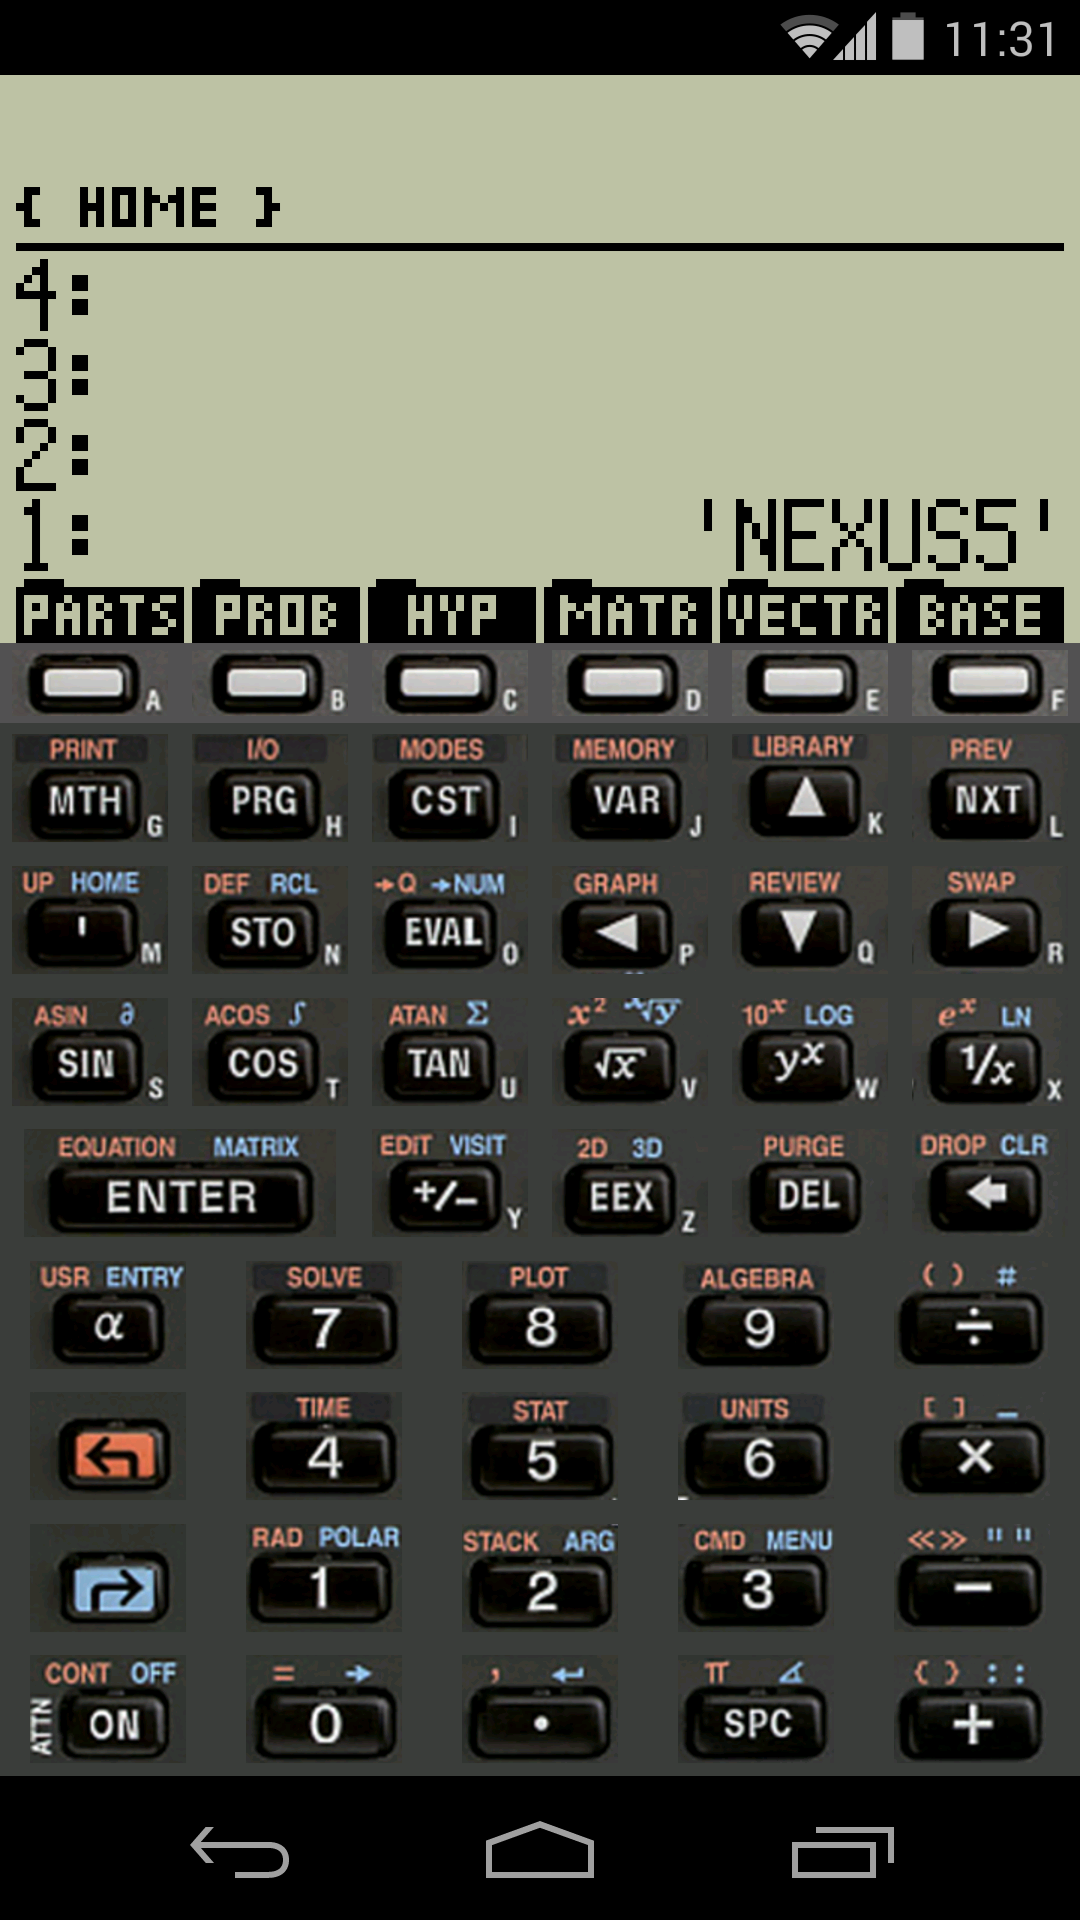 11:31
{ HOME }
4:
3:
2:
1: 'NEXUS5'
PARTS PROB HYP MATR VECTR BASE
A B C D E F
PRINT I/O MODES MEMORY LIBRARY PREV
MTH G PRG H CST I VAR J ▲ K NXT L
UP HOME DEF RCL →Q →NUM GRAPH REVIEW SWAP
' M STO N EVAL O ◀ P ▼ Q ▶ R
ASIN ∂ ACOS ∫ ATAN Σ x² ˣ√y 10ˣ LOG eˣ LN
SIN S COS T TAN U √x V yˣ W 1/x X
EQUATION MATRIX EDIT VISIT 2D 3D PURGE DROP CLR
ENTER +/− Y EEX Z DEL ←
USR ENTRY SOLVE PLOT ALGEBRA ( ) #
α 7 8 9 ÷
TIME STAT UNITS [ ] _
4 5 6 ×
RAD POLAR STACK ARG CMD MENU «» " "
1 2 3 −
CONT OFF = → , ↵ π ∡ { } : :
ATTN ON 0 . SPC +